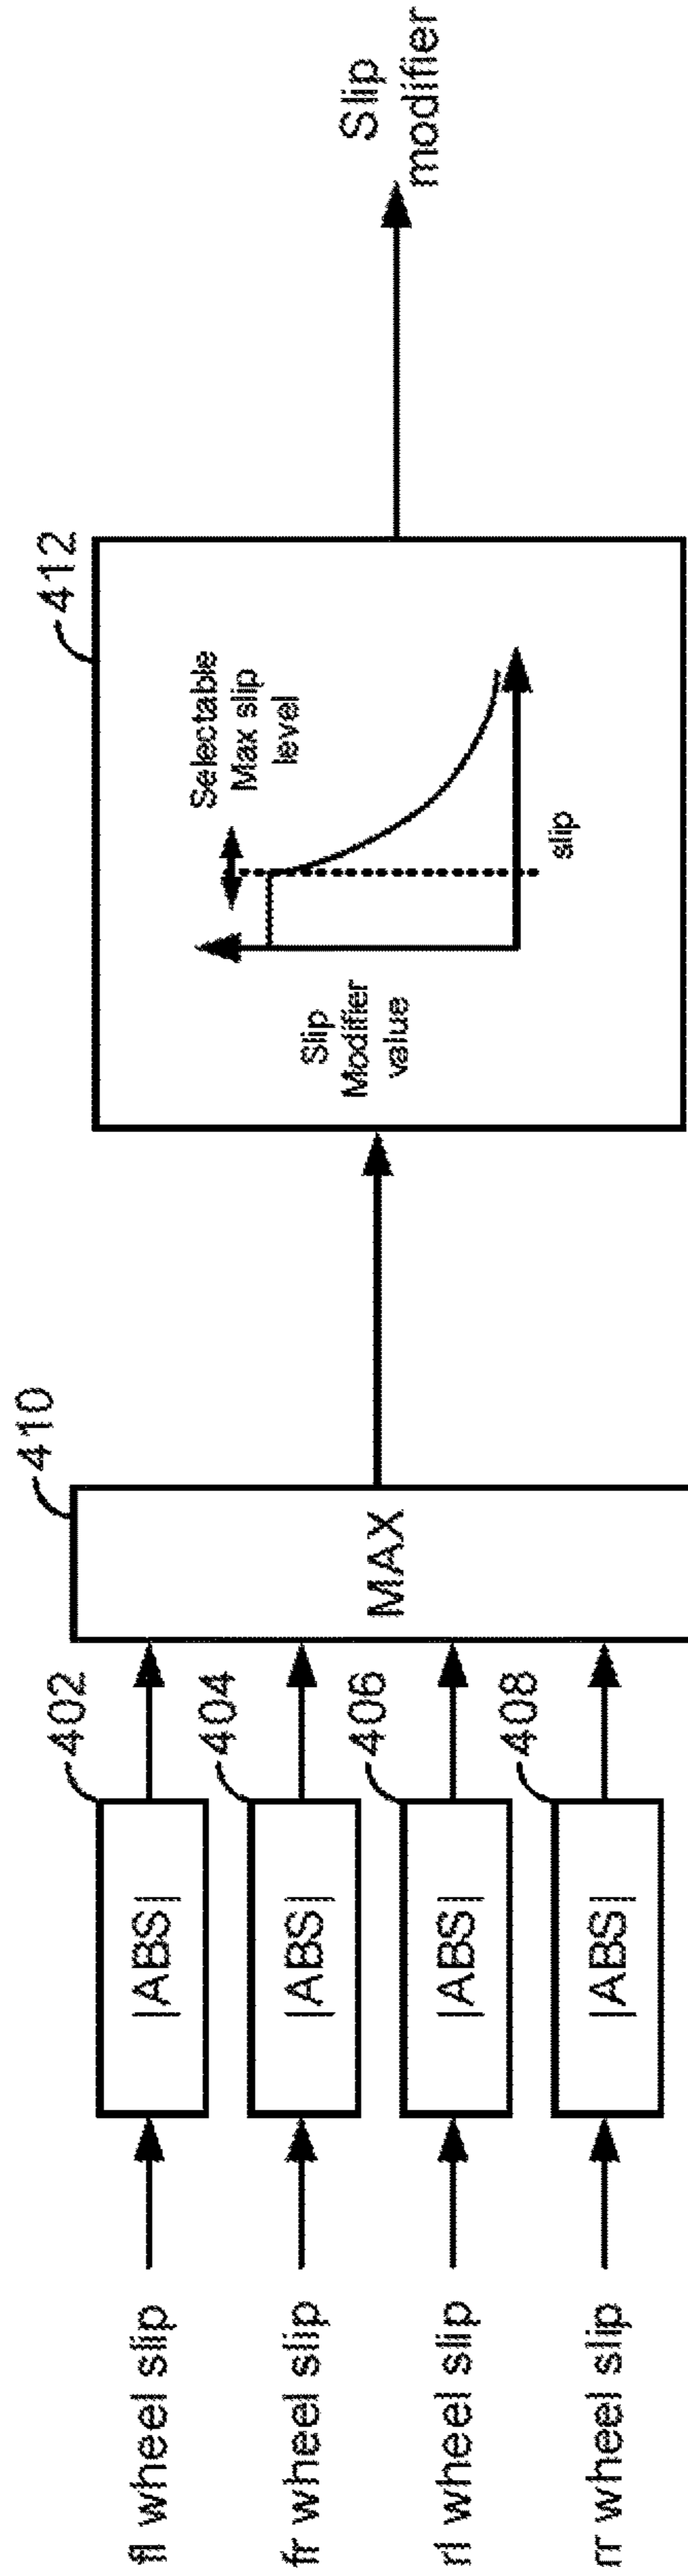 fl wheel slip
fr wheel slip
rl wheel slip
rr wheel slip
|ABS|
402
|ABS|
404
|ABS|
406
|ABS|
408
MAX
410
412
Slip
Modifier
value
Selectable
Max slip
level
slip
Slip
modifier